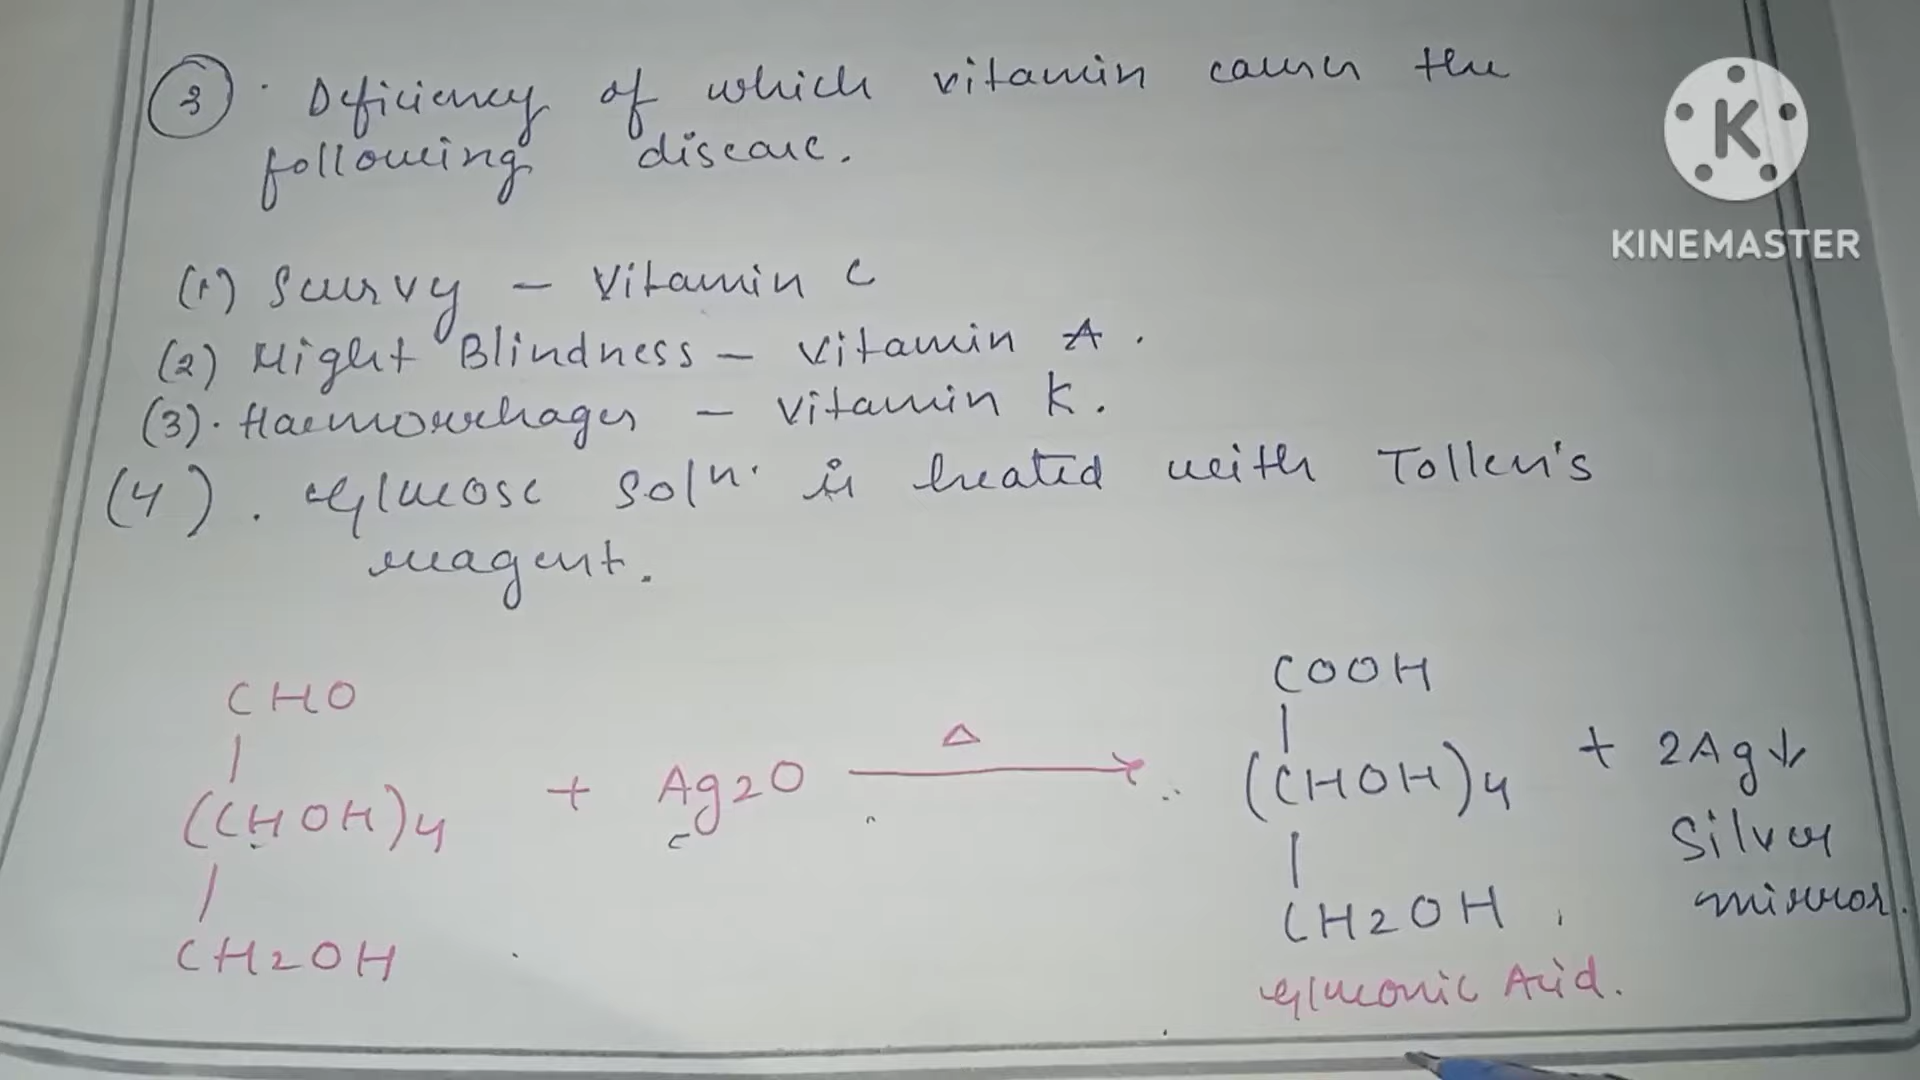 (3). Deficiency of which vitamin causes the
following disease.
(1) Scurvy – Vitamin C
(2) Night Blindness – Vitamin A.
(3). Haemorrhages – Vitamin K.
(4). Glucose soln. is treated with Tollen's
reagent.
CHO
|
(CHOH)4 + Ag2O —Δ→
|
CH2OH
COOH
|
(CHOH)4 + 2Ag↓
|
CH2OH
Silver
mirror.
Gluconic Acid.
K
KINEMASTER